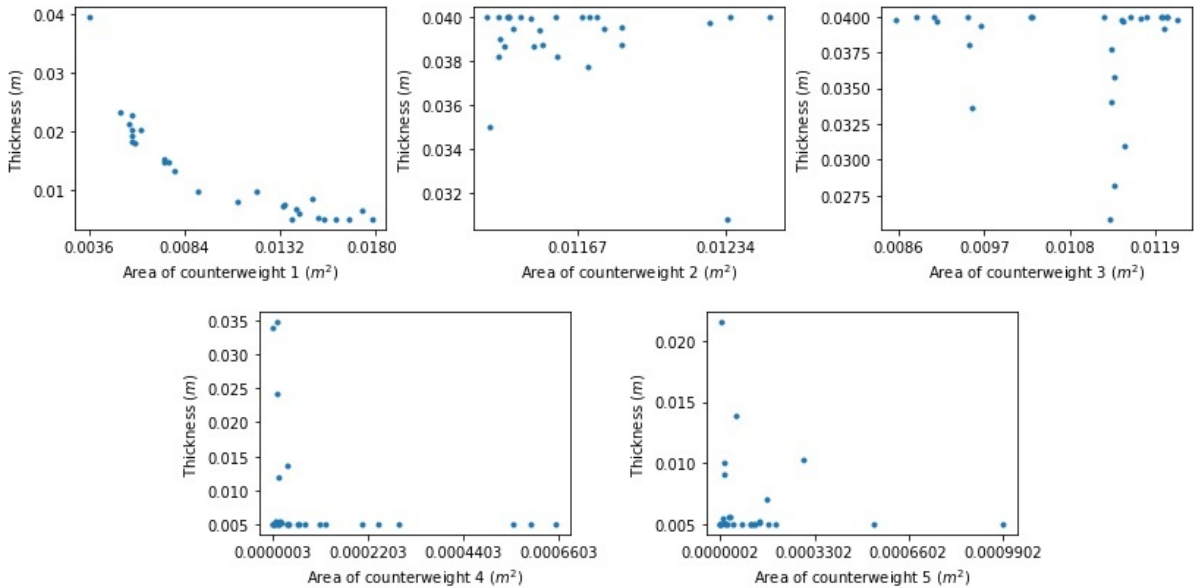 0.04
0.03
0.02
0.01
Thickness (m)
0.0036 0.0084 0.0132 0.0180
Area of counterweight 1 (m²)
0.040
0.038
0.036
0.034
0.032
Thickness (m)
0.01167 0.01234
Area of counterweight 2 (m²)
0.0400
0.0375
0.0350
0.0325
0.0300
0.0275
Thickness (m)
0.0086 0.0097 0.0108 0.0119
Area of counterweight 3 (m²)
0.035
0.030
0.025
0.020
0.015
0.010
0.005
Thickness (m)
0.0000003 0.0002203 0.0004403 0.0006603
Area of counterweight 4 (m²)
0.020
0.015
0.010
0.005
Thickness (m)
0.0000002 0.0003302 0.0006602 0.0009902
Area of counterweight 5 (m²)